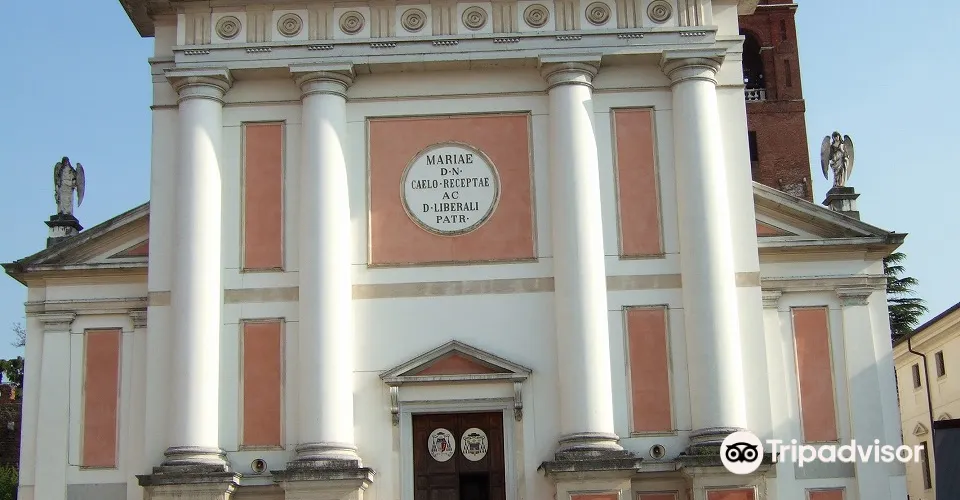 MARIAE
D·N·
CAELO·RECEPTAE
AC
D·LIBERALI
PATR·
Tripadvisor